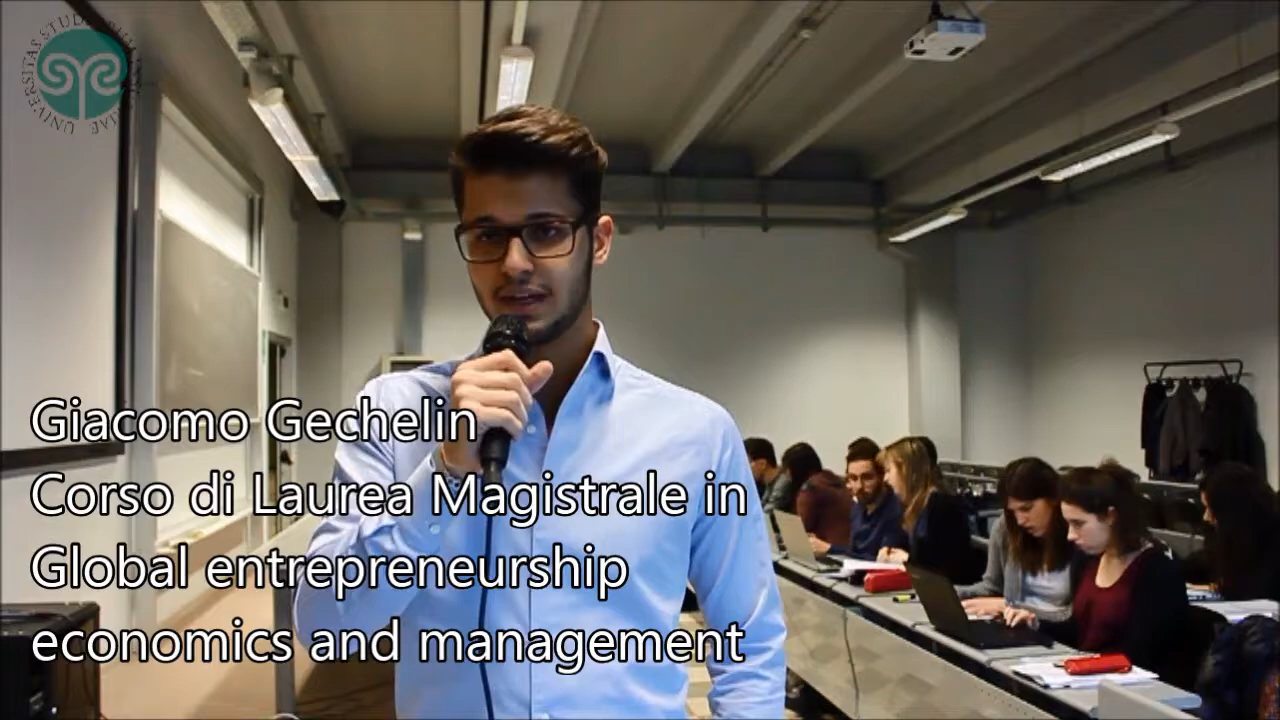 Giacomo Gechelin
Corso di Laurea Magistrale in
Global entrepreneurship
economics and management